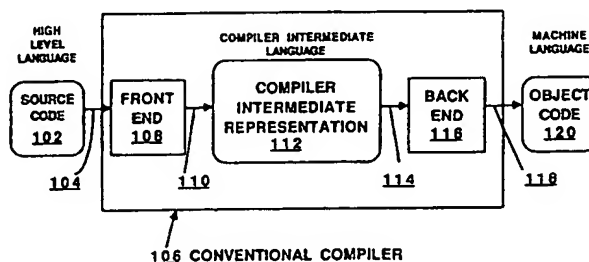 HIGH
LEVEL
LANGUAGE
COMPILER INTERMEDIATE
LANGUAGE
MACHINE
LANGUAGE
SOURCE
CODE
102
FRONT
END
108
COMPILER
INTERMEDIATE
REPRESENTATION
112
BACK
END
116
OBJECT
CODE
120
104
110
114
118
106 CONVENTIONAL COMPILER